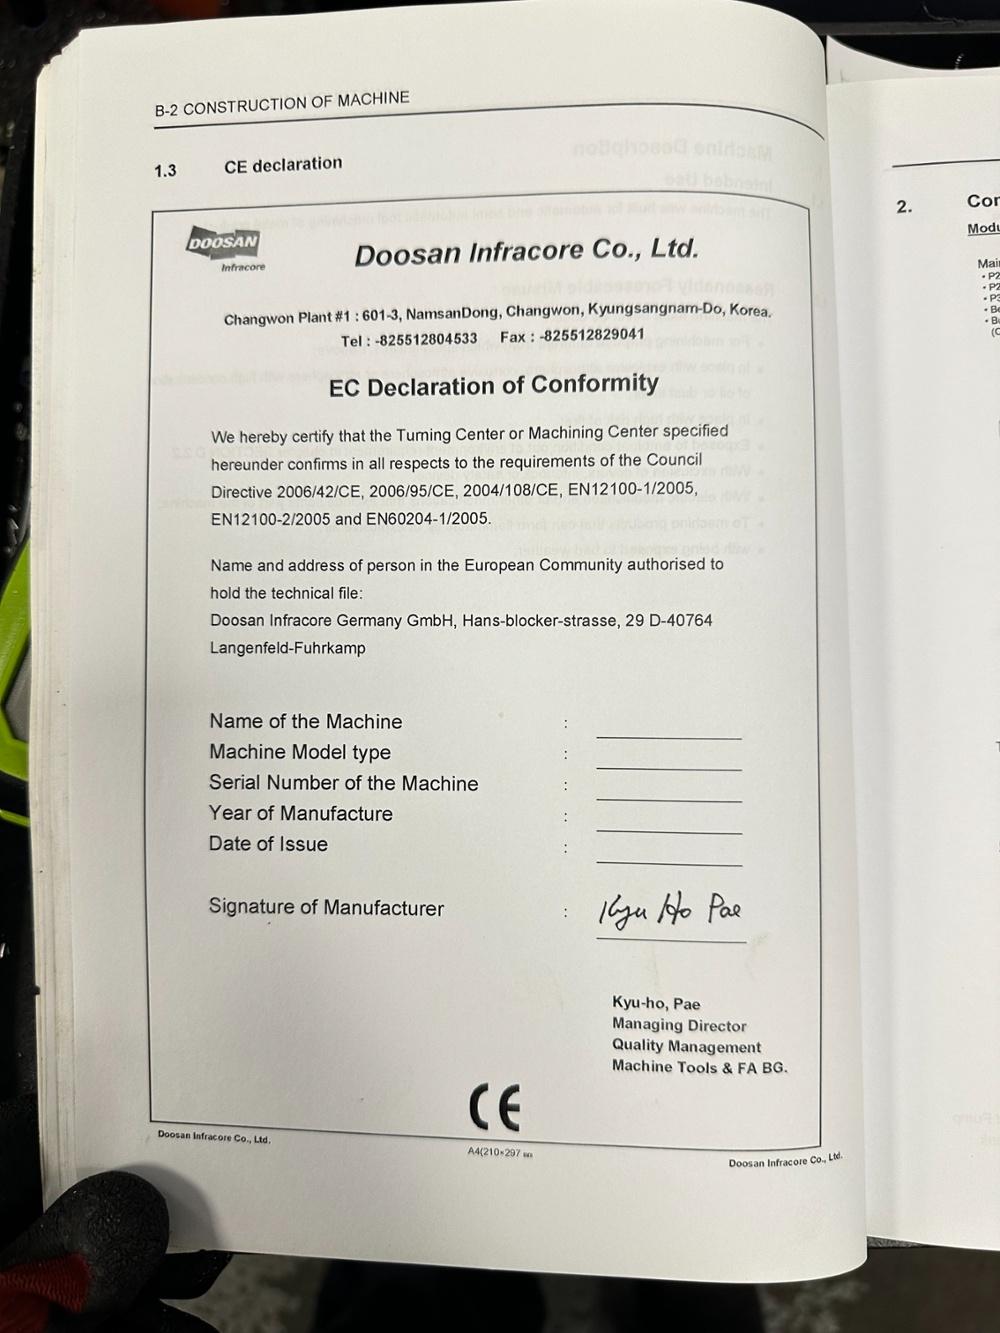 B-2 CONSTRUCTION OF MACHINE
1.3 CE declaration
DOOSAN
Infracore
Doosan Infracore Co., Ltd.
Changwon Plant #1 : 601-3, NamsanDong, Changwon, Kyungsangnam-Do, Korea.
Tel : -825512804533 Fax : -825512829041
EC Declaration of Conformity
We hereby certify that the Turning Center or Machining Center specified
hereunder confirms in all respects to the requirements of the Council
Directive 2006/42/CE, 2006/95/CE, 2004/108/CE, EN12100-1/2005,
EN12100-2/2005 and EN60204-1/2005.
Name and address of person in the European Community authorised to
hold the technical file:
Doosan Infracore Germany GmbH, Hans-blocker-strasse, 29 D-40764
Langenfeld-Fuhrkamp
Name of the Machine :
Machine Model type :
Serial Number of the Machine :
Year of Manufacture :
Date of Issue :
Signature of Manufacturer : Kyu Ho Pae
Kyu-ho, Pae
Managing Director
Quality Management
Machine Tools & FA BG.
CE
Doosan Infracore Co., Ltd.
A4(210×297 mm
Doosan Infracore Co., Ltd.
2.